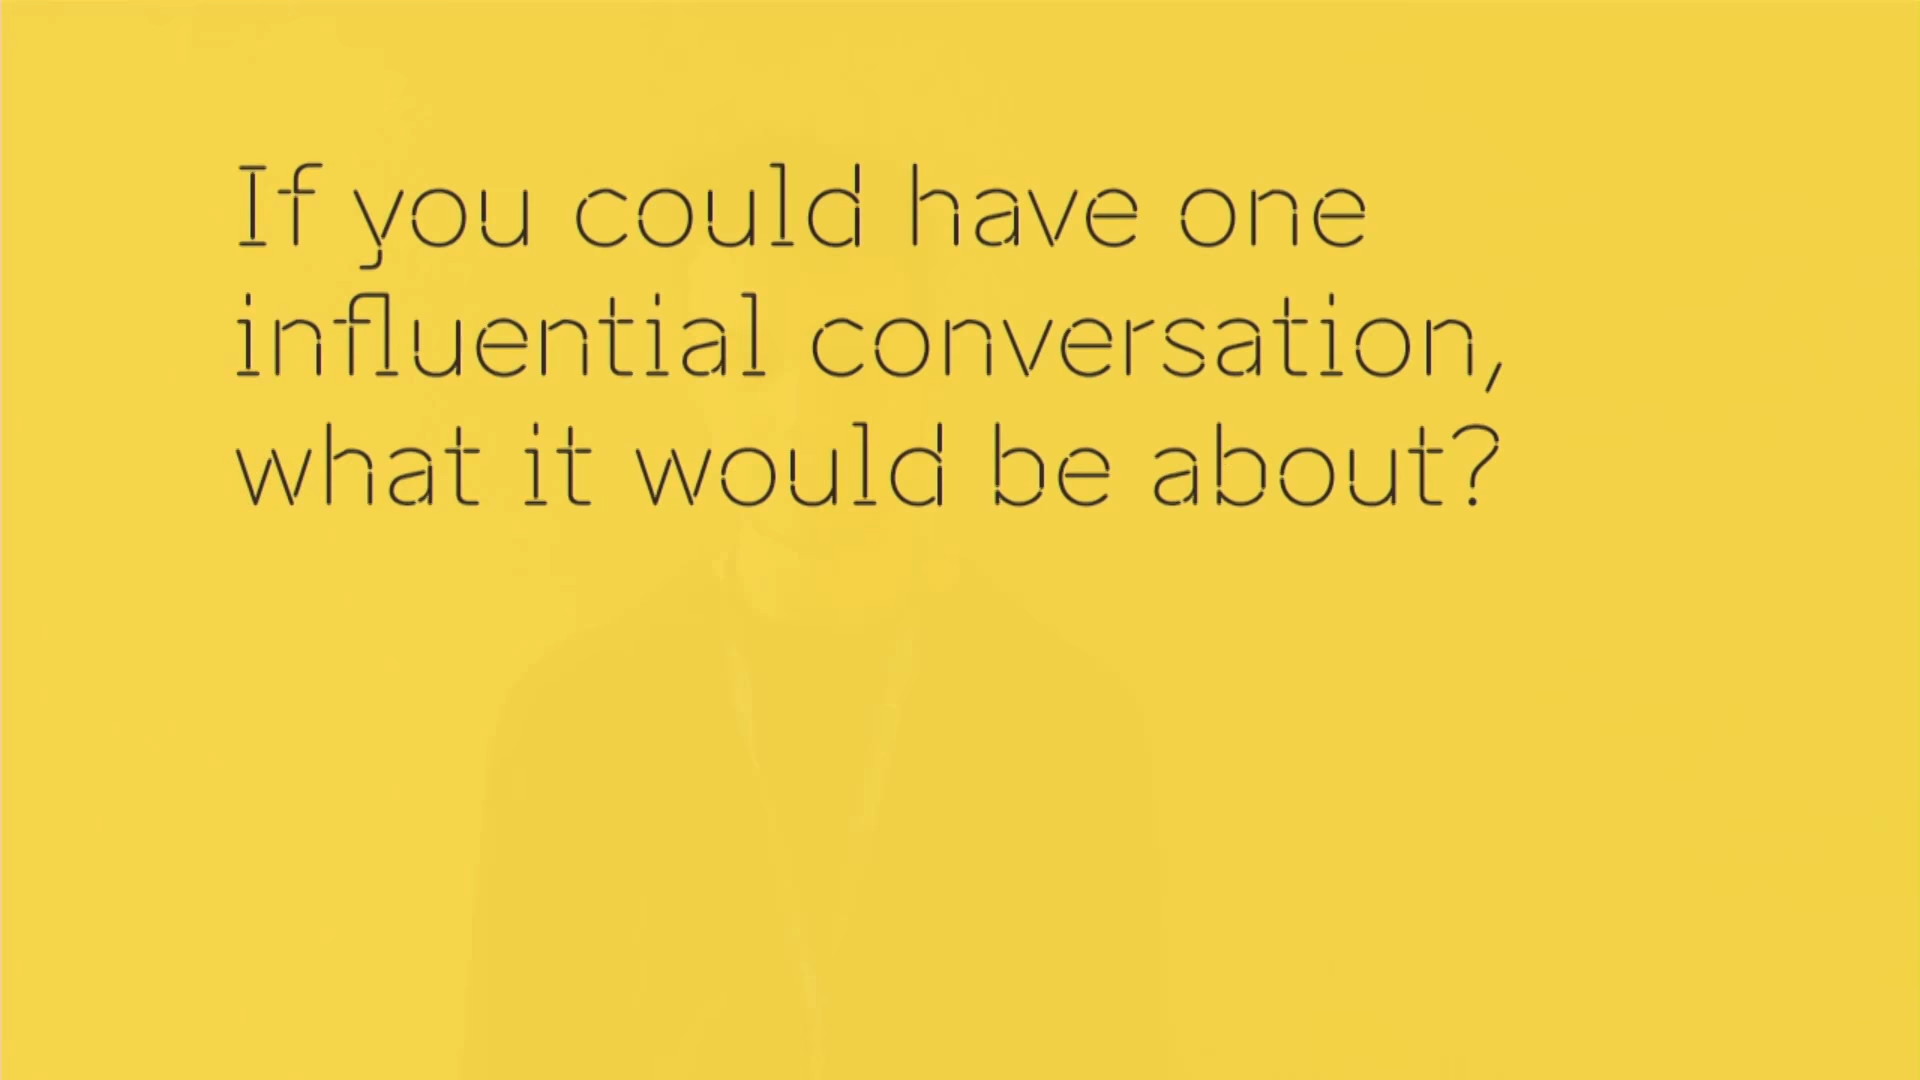 If you could have one
influential conversation,
what it would be about?